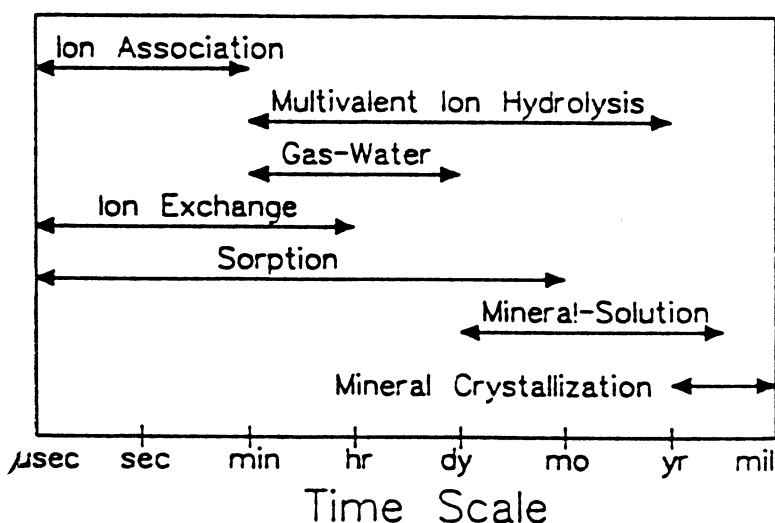 Ion Association
Multivalent Ion Hydrolysis
Gas-Water
Ion Exchange
Sorption
Mineral-Solution
Mineral Crystallization
μsec sec min hr dy mo yr mil
Time Scale